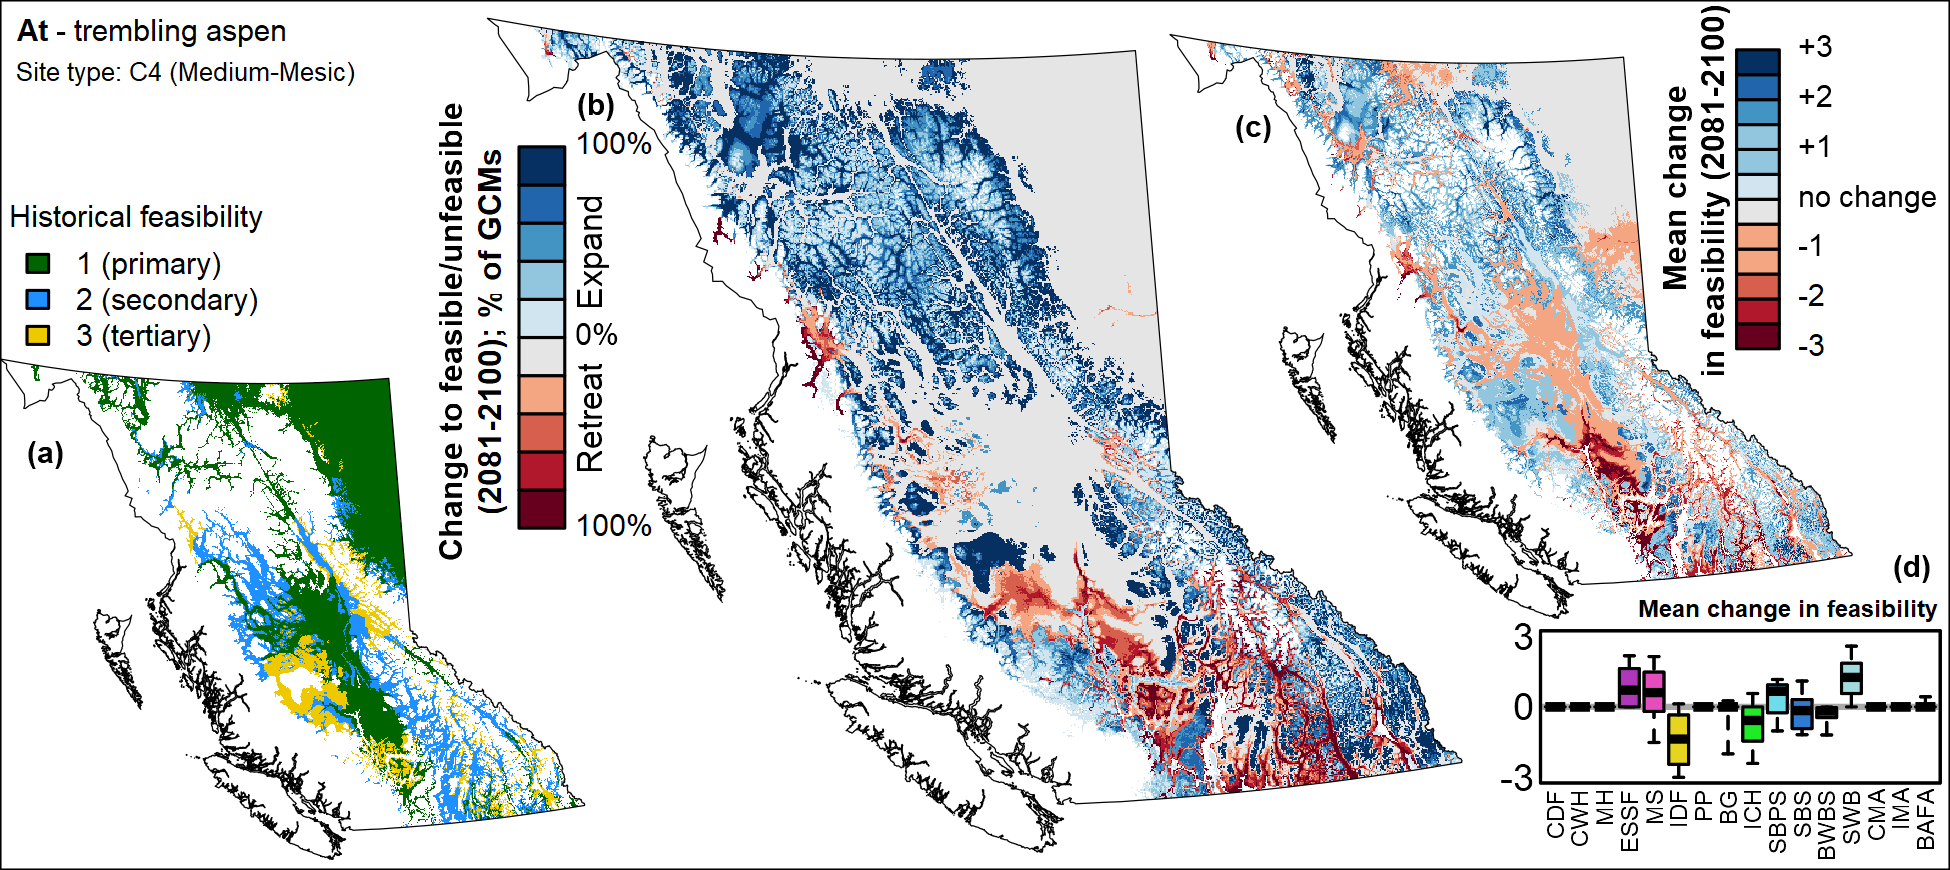 At - trembling aspen
Site type: C4 (Medium-Mesic)
Historical feasibility
1 (primary)
2 (secondary)
3 (tertiary)
(a)
Change to feasible/unfeasible
(2081-2100); % of GCMs
100%
Expand
0%
Retreat
100%
(b)
(c)
Mean change
in feasibility (2081-2100)
+3
+2
+1
no change
-1
-2
-3
(d)
Mean change in feasibility
3
0
-3
CDF
CWH
MH
ESSF
MS
IDF
PP
BG
ICH
SBPS
SBS
BWBS
SWB
CMA
IMA
BAFA